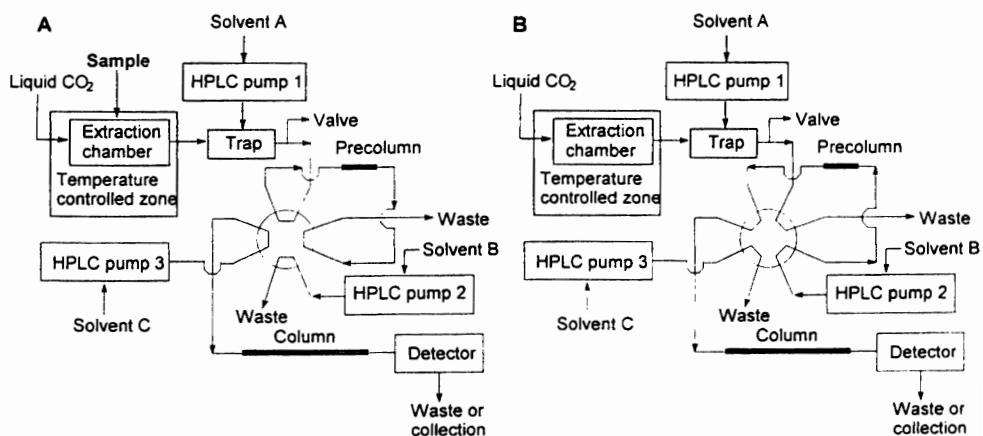 A
Solvent A
Sample
Liquid CO2
HPLC pump 1
Extraction
chamber
Trap
Valve
Precolumn
Temperature
controlled zone
Waste
Solvent B
HPLC pump 3
HPLC pump 2
Solvent C
Waste
Column
Detector
Waste or
collection
B
Solvent A
Liquid CO2
HPLC pump 1
Extraction
chamber
Trap
Valve
Precolumn
Temperature
controlled zone
Waste
Solvent B
HPLC pump 3
HPLC pump 2
Solvent C
Waste
Column
Detector
Waste or
collection